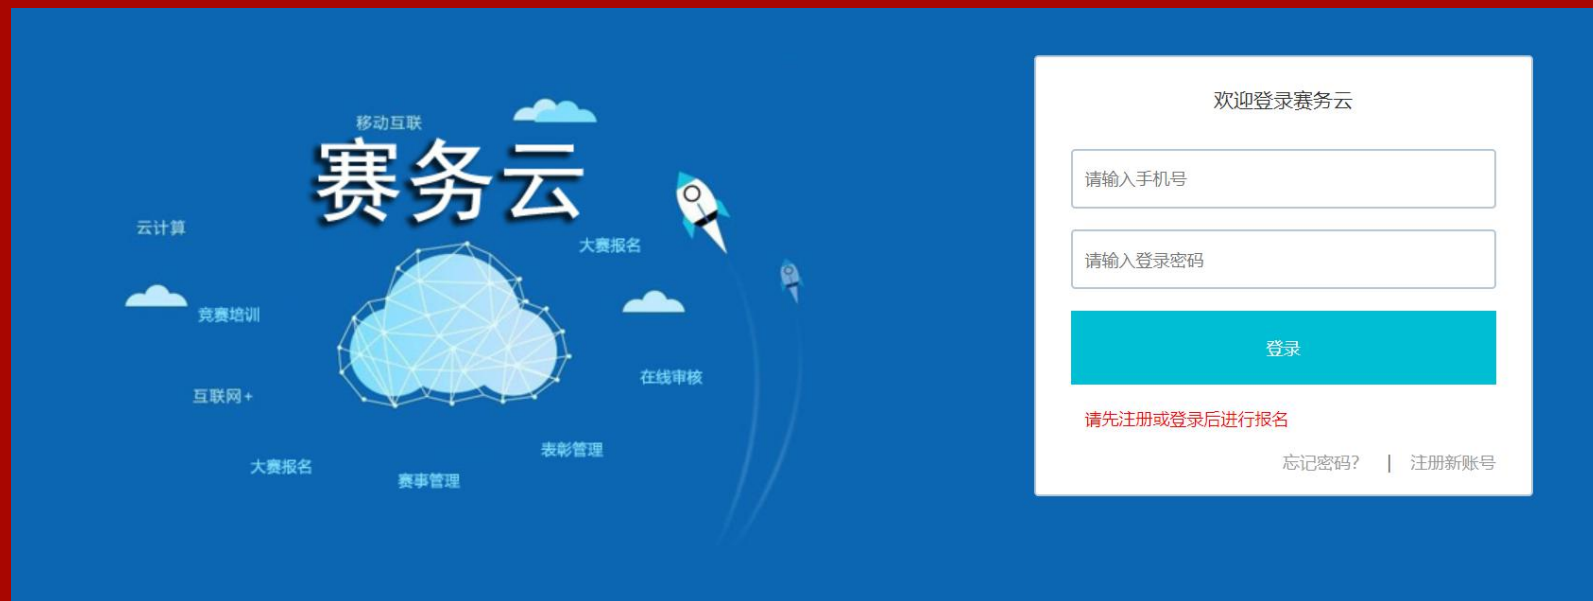 移动互联
赛务云
云计算
大赛报名
竞赛培训
在线审核
互联网+
表彰管理
大赛报名
赛事管理
欢迎登录赛务云
请输入手机号
请输入登录密码
登录
请先注册或登录后进行报名
忘记密码? | 注册新账号